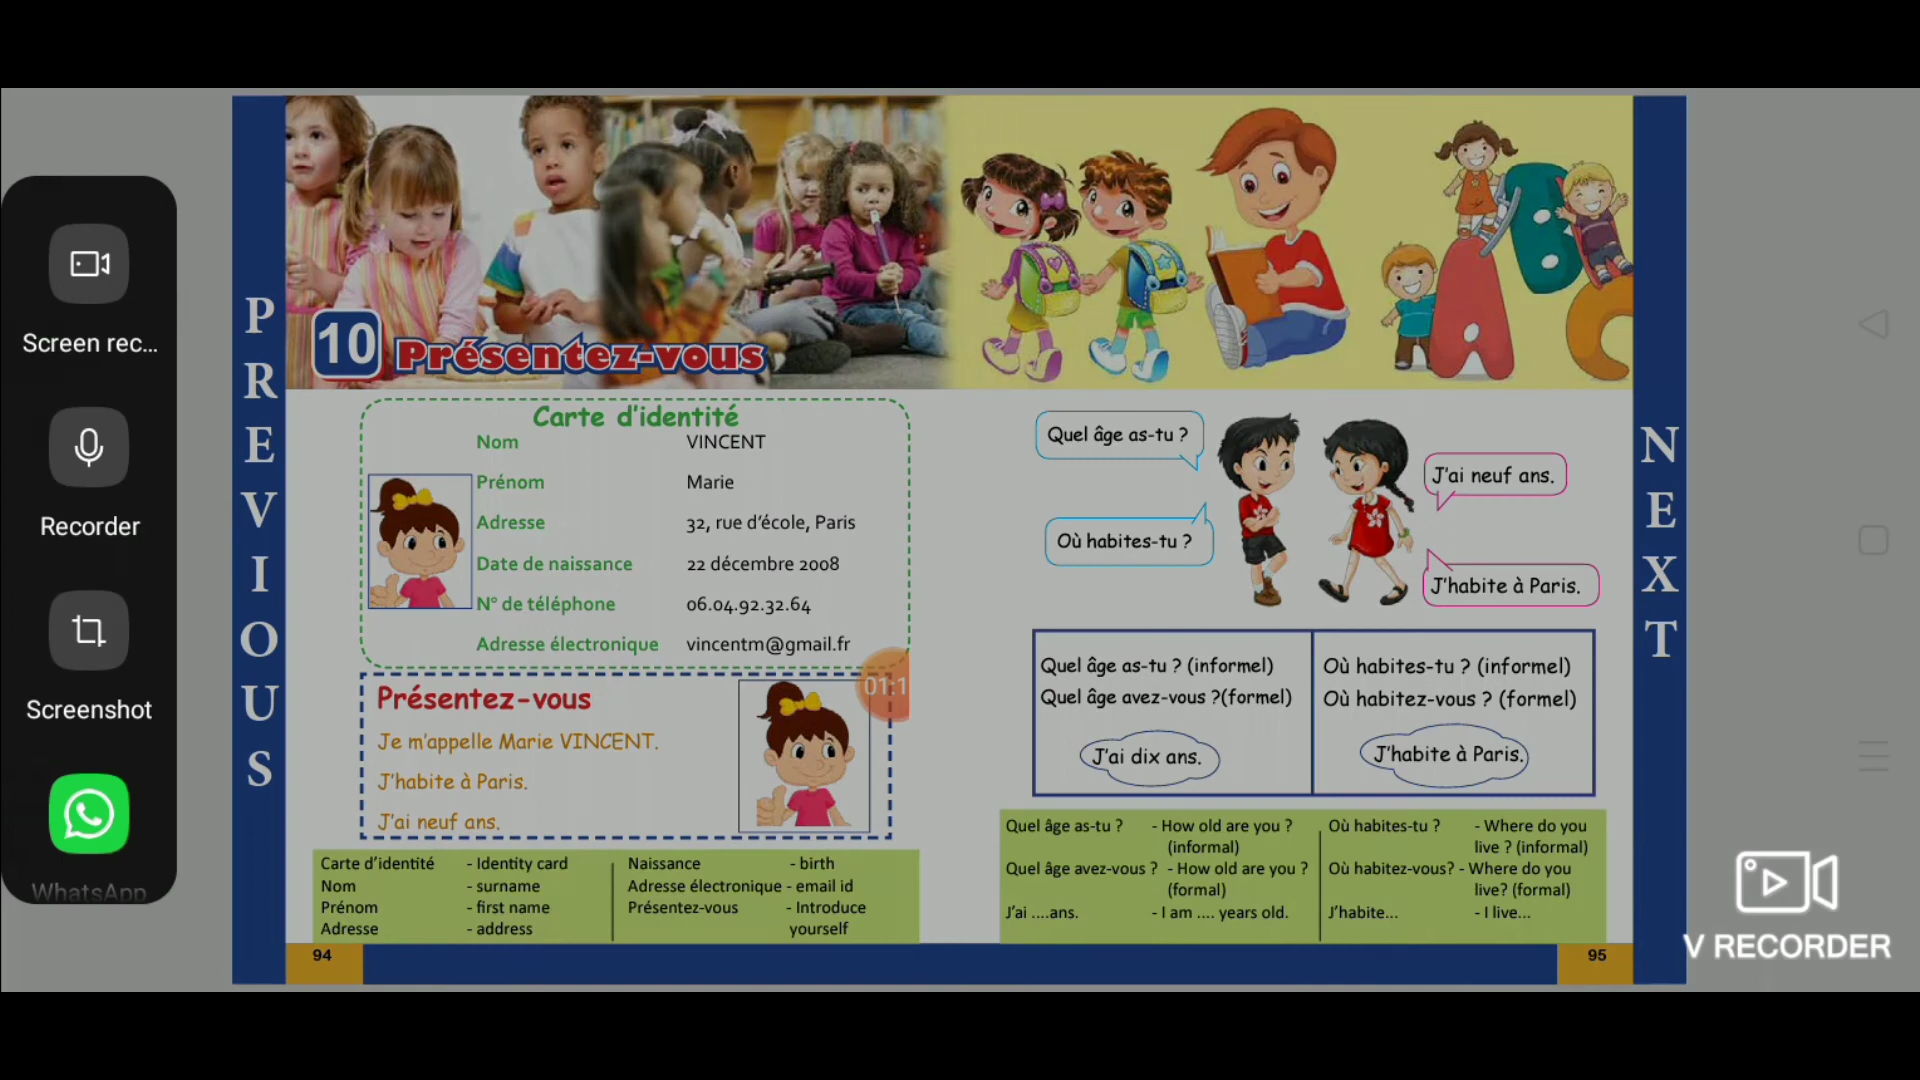 Screen rec...
Recorder
Screenshot
WhatsApp
PREVIOUS
10 Présentez-vous
Carte d'identité
Nom VINCENT
Prénom Marie
Adresse 32, rue d'école, Paris
Date de naissance 22 décembre 2008
N° de téléphone 06.04.92.32.64
Adresse électronique vincentm@gmail.fr
01:1
Présentez-vous
Je m'appelle Marie VINCENT.
J'habite à Paris.
J'ai neuf ans.
Carte d'identité - Identity card
Nom - surname
Prénom - first name
Adresse - address
Naissance - birth
Adresse électronique - email id
Présentez-vous - Introduce
yourself
94
A B C
Quel âge as-tu ?
J'ai neuf ans.
Où habites-tu ?
J'habite à Paris.
Quel âge as-tu ? (informel)
Quel âge avez-vous ?(formel)
J'ai dix ans.
Où habites-tu ? (informel)
Où habitez-vous ? (formel)
J'habite à Paris.
Quel âge as-tu ? - How old are you ?
(informal)
Quel âge avez-vous ? - How old are you ?
(formal)
J'ai ....ans. - I am .... years old.
Où habites-tu ? - Where do you
live ? (informal)
Où habitez-vous? - Where do you
live? (formal)
J'habite... - I live...
95
NEXT
V RECORDER